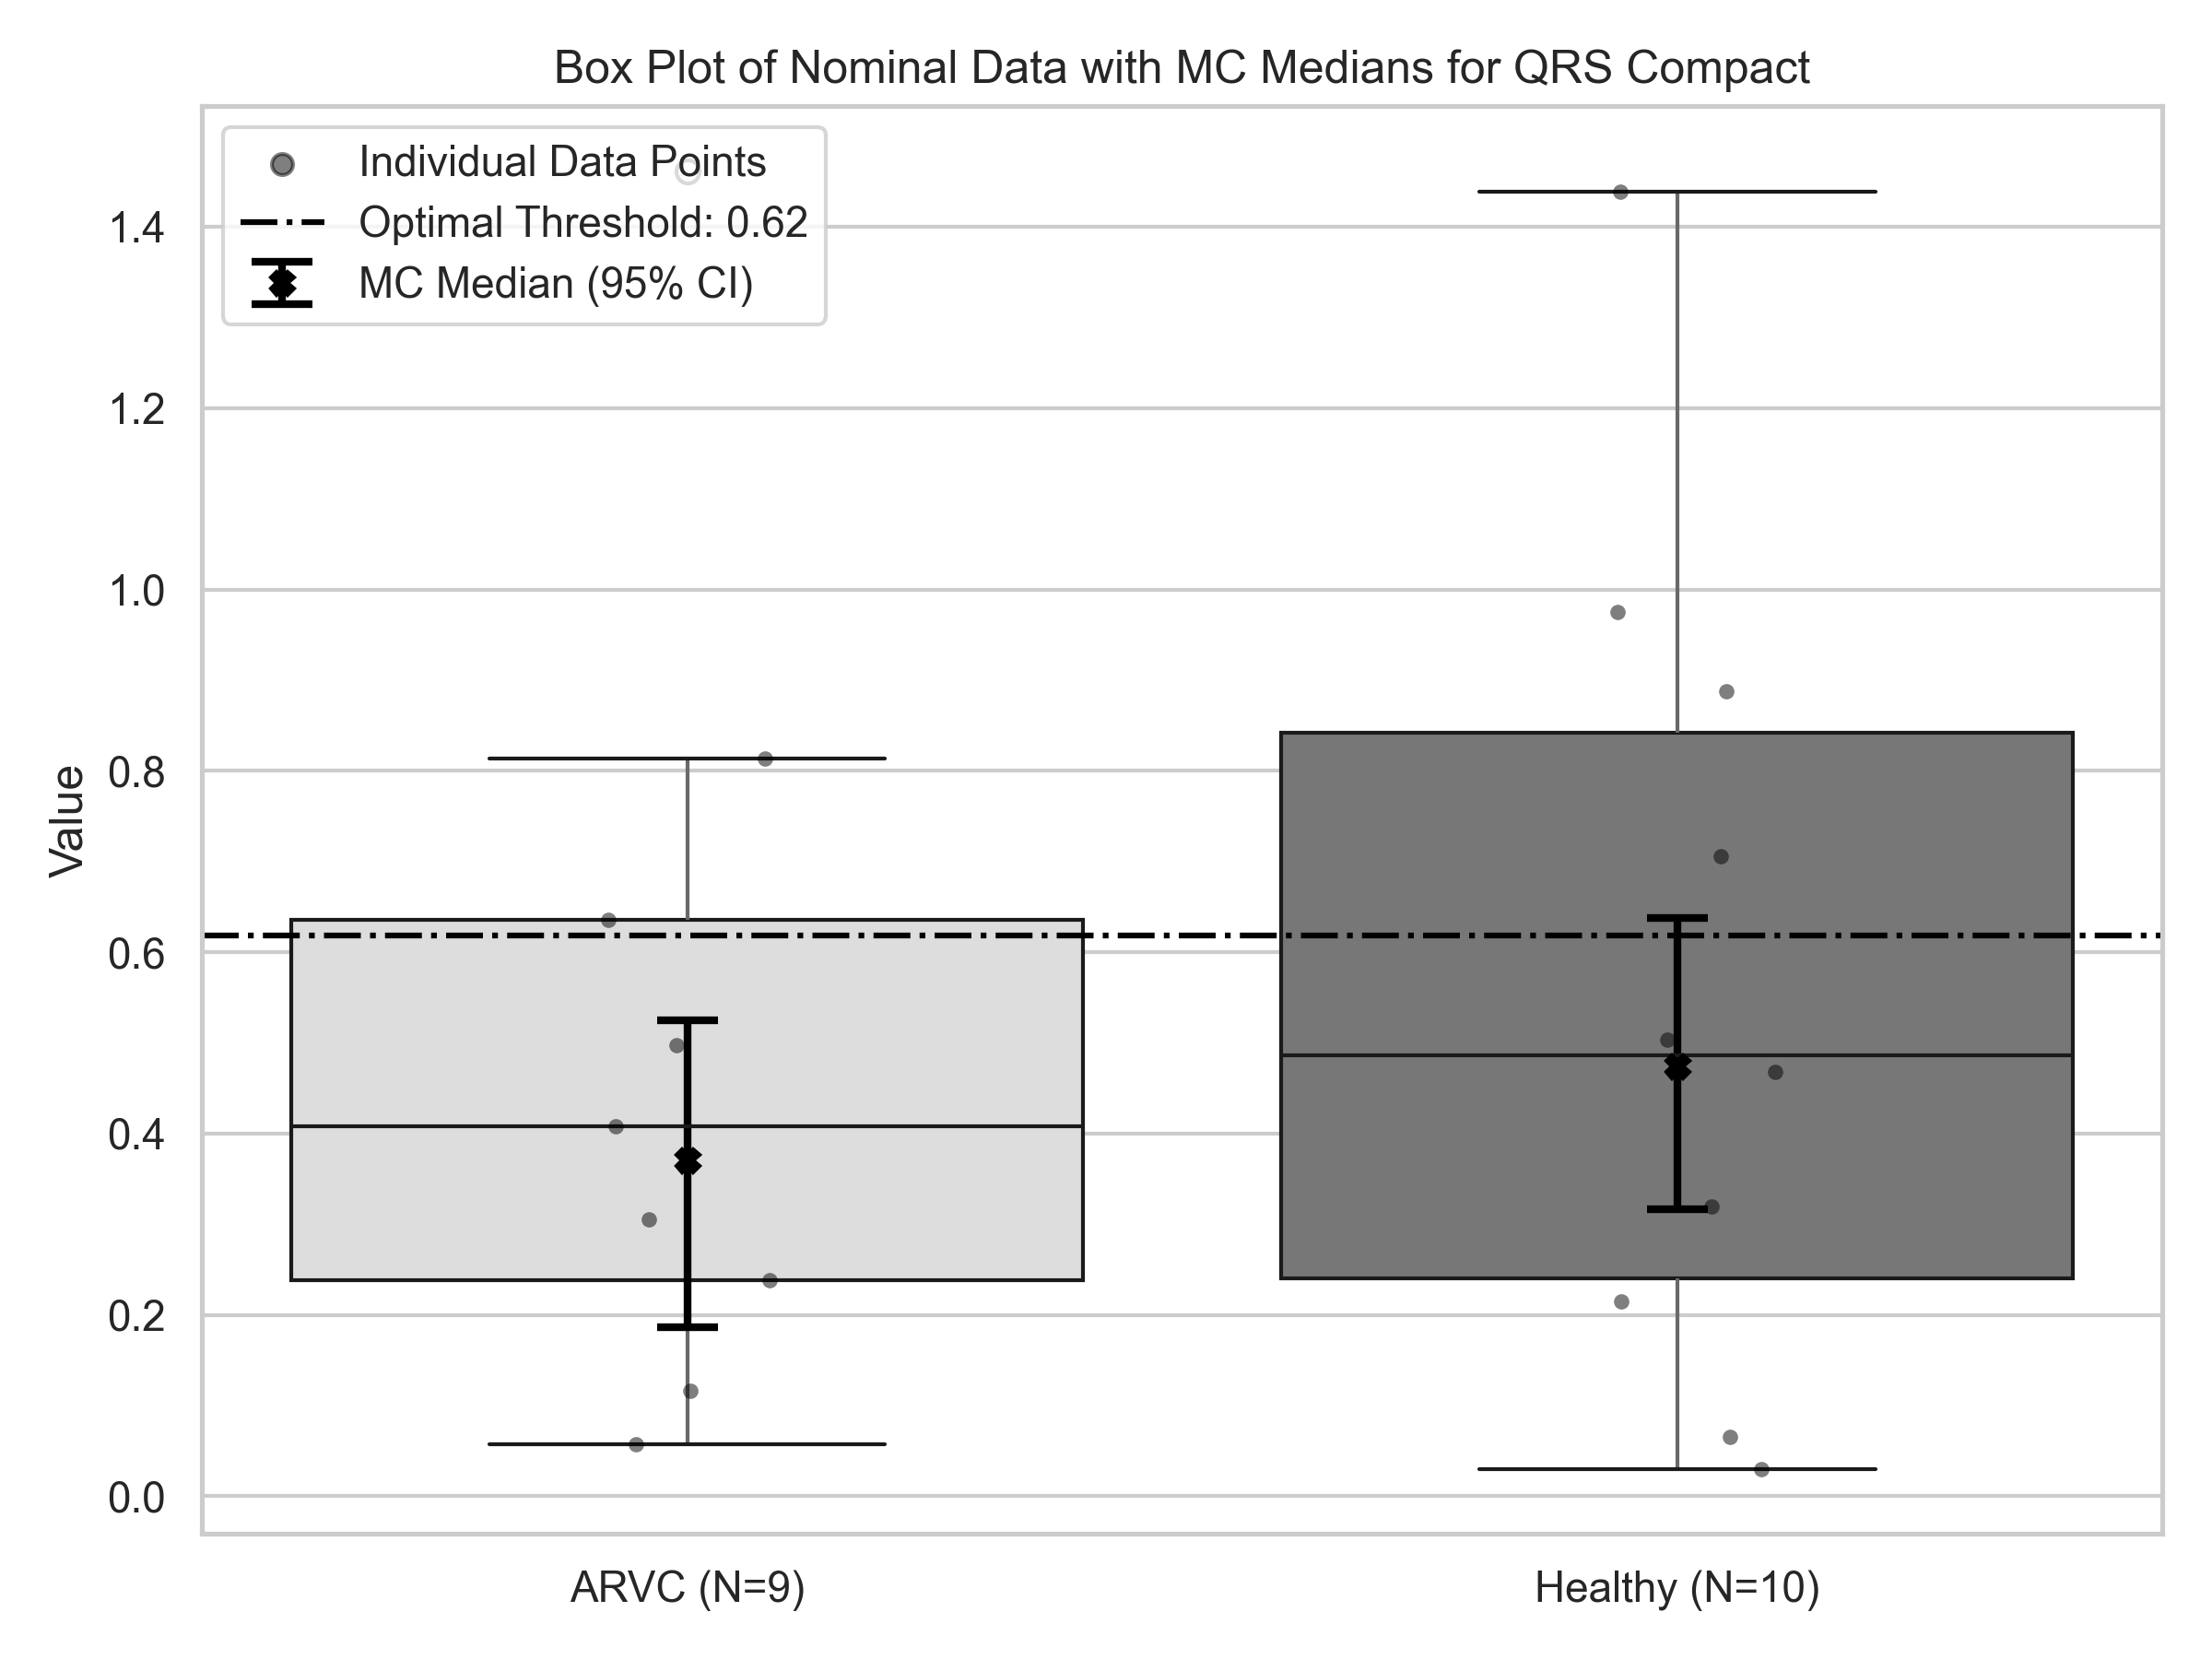 Box Plot of Nominal Data with MC Medians for QRS Compact
Individual Data Points
Optimal Threshold: 0.62
MC Median (95% CI)
1.4
1.2
1.0
0.8
0.6
0.4
0.2
0.0
Value
ARVC (N=9)
Healthy (N=10)